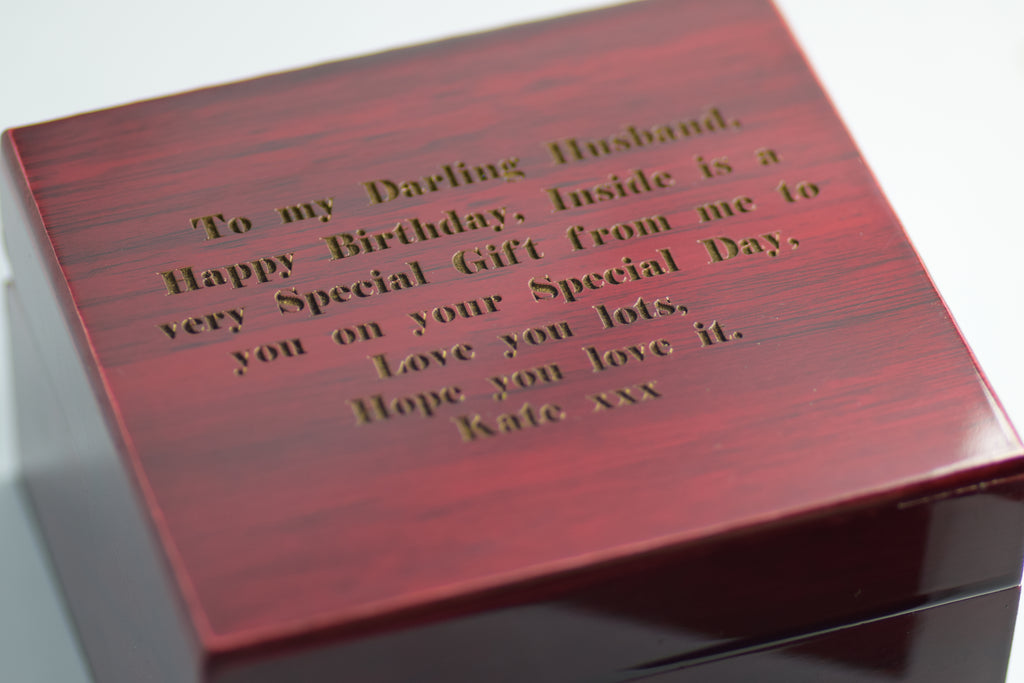 To my Darling Husband.
Happy Birthday, Inside is a
very Special Gift from me to
you on your Special Day,
Love you lots,
Hope you love it.
Kate xxx